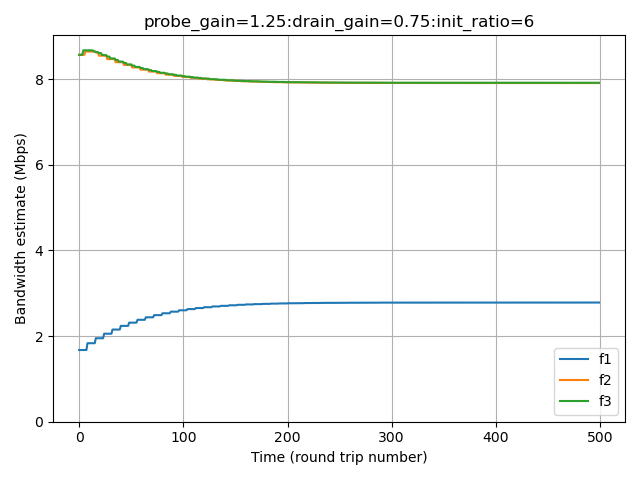 probe_gain=1.25:drain_gain=0.75:init_ratio=6
Bandwidth estimate (Mbps)
8
6
4
2
0
0 100 200 300 400 500
Time (round trip number)
f1
f2
f3